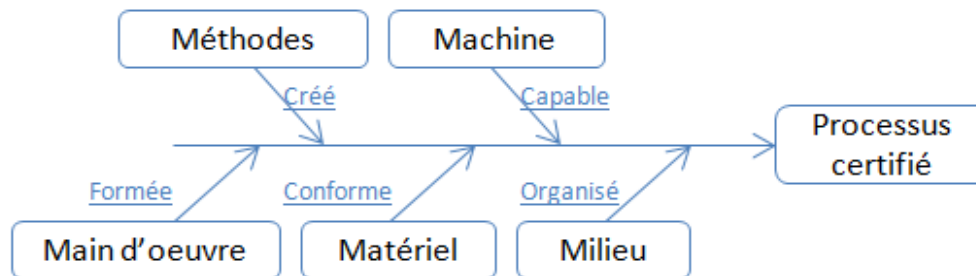 Méthodes
Machine
Créé
Capable
Processus
certifié
Formée
Conforme
Organisé
Main d'oeuvre
Matériel
Milieu